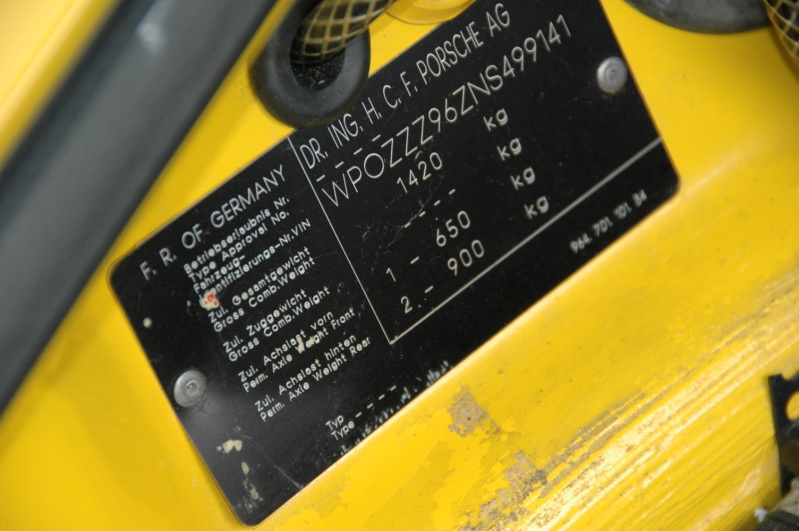 F. R. OF GERMANY
DR. ING. H. C. F. PORSCHE AG
Betriebserlaubnis Nr.
Type Approval No.
- - - - -
Fahrzeug-
Identifizierungs-Nr.VIN
WPOZZZ96ZNS499141
Zul. Gesamtgewicht
Gross Comb.Weight
1420 kg
Zul. Zuggewicht
Gross Comb.Weight
- - - - kg
Zul. Achslast vorn
Perm. Axle Weight Front
1 - 650 kg
Zul. Achslast hinten
Perm. Axle Weight Rear
2.- 900 kg
Typ
Type - - - -
964. 701. 101. 34